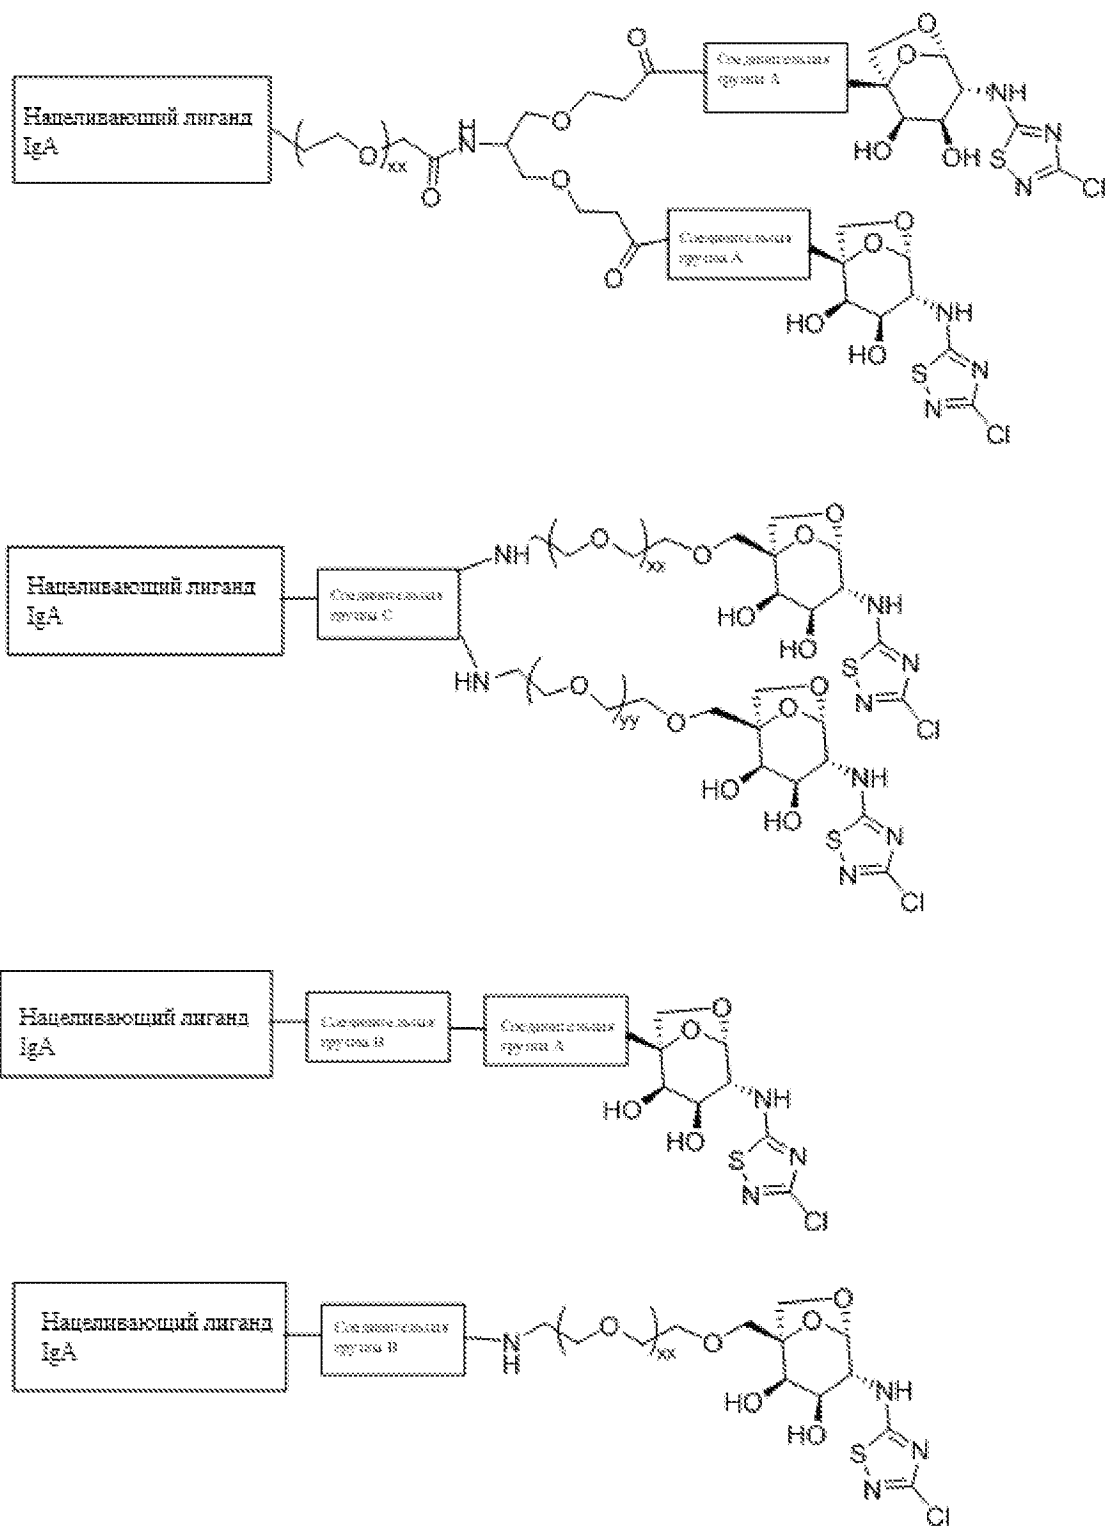 Нацеливающий лиганд
IgA
Соединительная
группа A
O
O
O
NH
HO
OH
S
N
N
Cl
( O )xx
O
H
N
O
O
O
Соединительная
группа A
O
O
NH
HO
HO
S
N
N
Cl
Нацеливающий лиганд
IgA
Соединительная
группа C
NH
( O )xx
O
O
O
NH
HO
HO
S
N
N
Cl
HN
( O )yy
O
O
O
NH
HO
HO
S
N
N
Cl
Нацеливающий лиганд
IgA
Соединительная
группа B
Соединительная
группа A
O
O
NH
HO
HO
S
N
N
Cl
Нацеливающий лиганд
IgA
Соединительная
группа B
N
H
( O )xx
O
O
O
NH
HO
HO
S
N
N
Cl